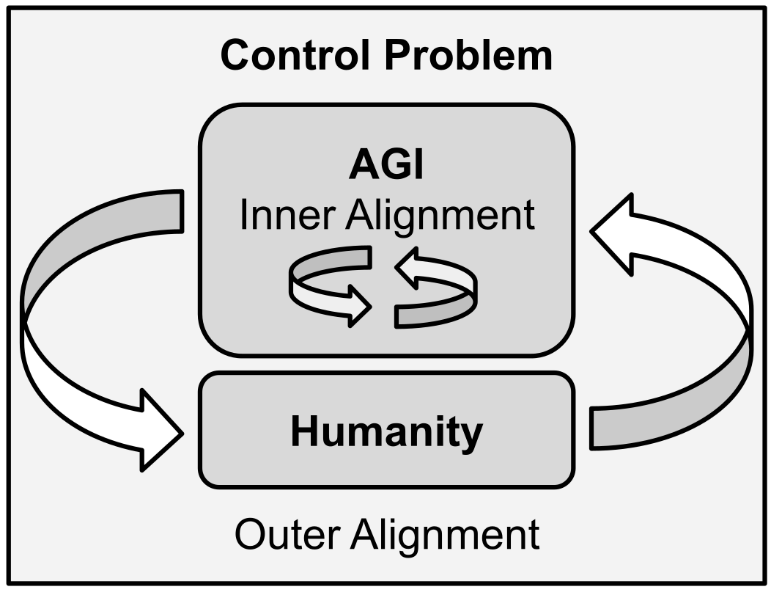 Control Problem
AGI
Inner Alignment
Humanity
Outer Alignment